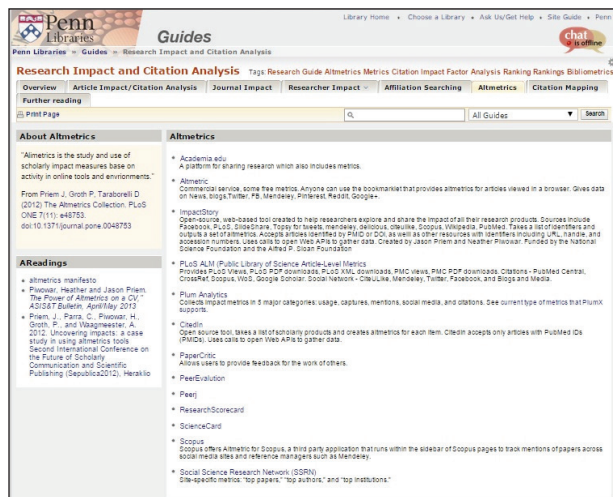 Penn
Libraries
Guides
Library Home • Choose a Library • Ask Us/Get Help • Site Guide • Penn
chat
is offline
Penn Libraries » Guides » Research Impact and Citation Analysis
Research Impact and Citation Analysis Tags: Research Guide Altmetrics Metrics Citation Impact Factor Analysis Ranking Rankings Bibliometrics
Overview Article Impact/Citation Analysis Journal Impact Researcher Impact Affiliation Searching Altmetrics Citation Mapping
Further reading
Print Page
All Guides Search
About Altmetrics
"Almetrics is the study and use of
scholarly impact measures base on
activity in online tools and envrionments."
From Priem J, Groth P, Taraborelli D
(2012) The Altmetrics Collection. PLoS
ONE 7(11): e48753.
doi:10.1371/journal.pone.0048753
AReadings
• altmetrics manifesto
• Piwowar, Heather and Jason Priem.
The Power of Altmetrics on a CV,"
ASIS&T Bulletin, April/May 2013
• Priem, J., Parra, C., Piwowar, H.,
Groth, P., and Waagmeester, A.
2012. Uncovering impacts: a case
study in using altmetrics tools
Second International Conference on
the Future of Scholarly
Communication and Scientific
Publishing (Sepublica2012), Heraklio
Altmetrics
• Academia.edu
A platform for sharing research which also includes metrics.
• Altmetric
Commercial service, some free metrics. Anyone can use the bookmarklet that provides altmetrics for articles viewed in a browser. Gives data
on News, blogs,Twitter, FB, Mendeley, Pinterest, Reddit, Google+.
• ImpactStory
Open-source, web-based tool created to help researchers explore and share the impact of all their research products. Sources include
Facebook, PLoS, SlideShare, Topsy for tweets, mendeley, delicious, citeulike, Scopus, Wikipedia, PubMed. Takes a list of identifiers and
outputs a set of altmetrics. Accepts articles identified by PMID or DOI, as well as other resources with identifiers including URL, handle, and
accession numbers. Uses calls to open Web APIs to gather data. Created by Jason Priem and Neather Piwowar. Funded by the National
Science Foundation and the Alfred P. Sloan Foundation
• PLoS ALM (Public Library of Science Article-Level Metrics)
Provides PLoS Views, PLoS PDF downloads, PLoS XML downloads, PMC views, PMC PDF downloads, Citations - PubMed Central,
CrossRef, Scopus, WoS, Google Scholar. Social Network - CiteULike, Mendeley, Twitter, Facebook, and Blogs and Media.
• Plum Analytics
Collects impact metrics in 5 major categories: usage, captures, mentions, social media, and citations. See current type of metrics that PlumX
supports.
• CitedIn
Open source tool, takes a list of scholarly products and creates altmetrics for each item. CitedIn accepts only articles with PubMed IDs
(PMIDs). Uses calls to open Web APIs to gather data.
• PaperCritic
Allows users to provide feedback for the work of others.
• PeerEvalution
• Peerj
• ResearchScorecard
• ScienceCard
• Scopus
Scopus offers Altmetric for Scopus, a third party application that runs within the sidebar of Scopus pages to track mentions of papers across
social media sites and reference managers such as Mendeley.
• Social Science Research Network (SSRN)
Site-specific metrics: "top papers," "top authors," and "top institutions."